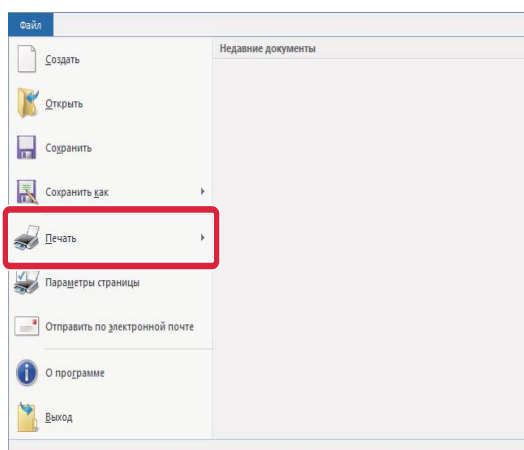 Файл
Недавние документы
Создать
Открыть
Сохранить
Сохранить как
Печать
Параметры страницы
Отправить по электронной почте
О программе
Выход